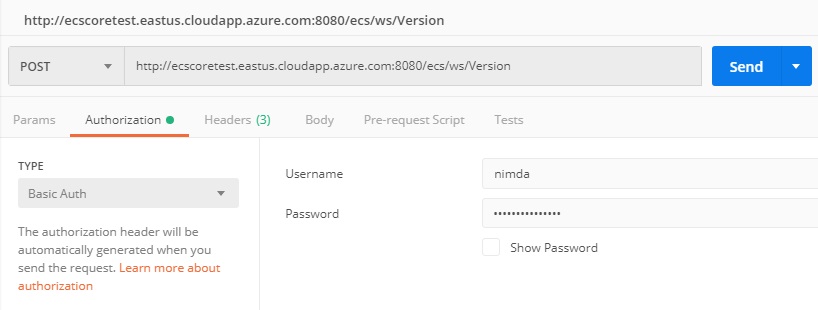 http://ecscoretest.eastus.cloudapp.azure.com:8080/ecs/ws/Version
POST http://ecscoretest.eastus.cloudapp.azure.com:8080/ecs/ws/Version Send
Params Authorization Headers (3) Body Pre-request Script Tests
TYPE
Basic Auth
The authorization header will be
automatically generated when you
send the request. Learn more about
authorization
Username nimda
Password •••••••••••••••
Show Password